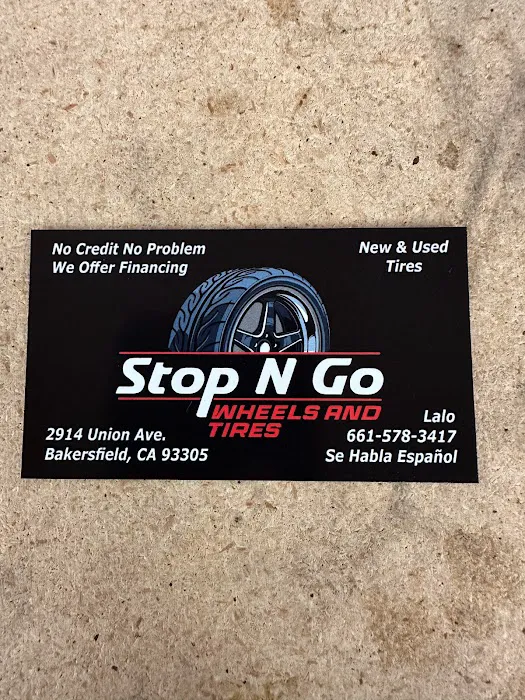 No Credit No Problem
We Offer Financing
New & Used
Tires
Stop N Go
WHEELS AND
TIRES
2914 Union Ave.
Bakersfield, CA 93305
Lalo
661-578-3417
Se Habla Español